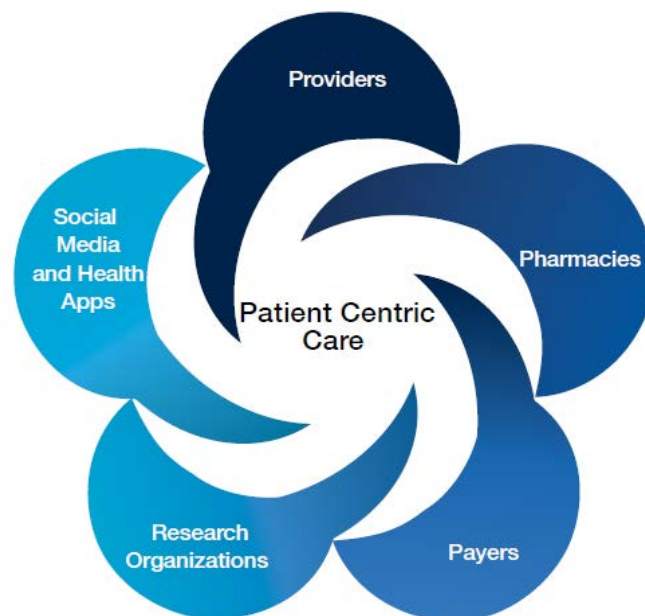 Providers
Pharmacies
Payers
Research
Organizations
Social
Media
and Health
Apps
Patient Centric
Care